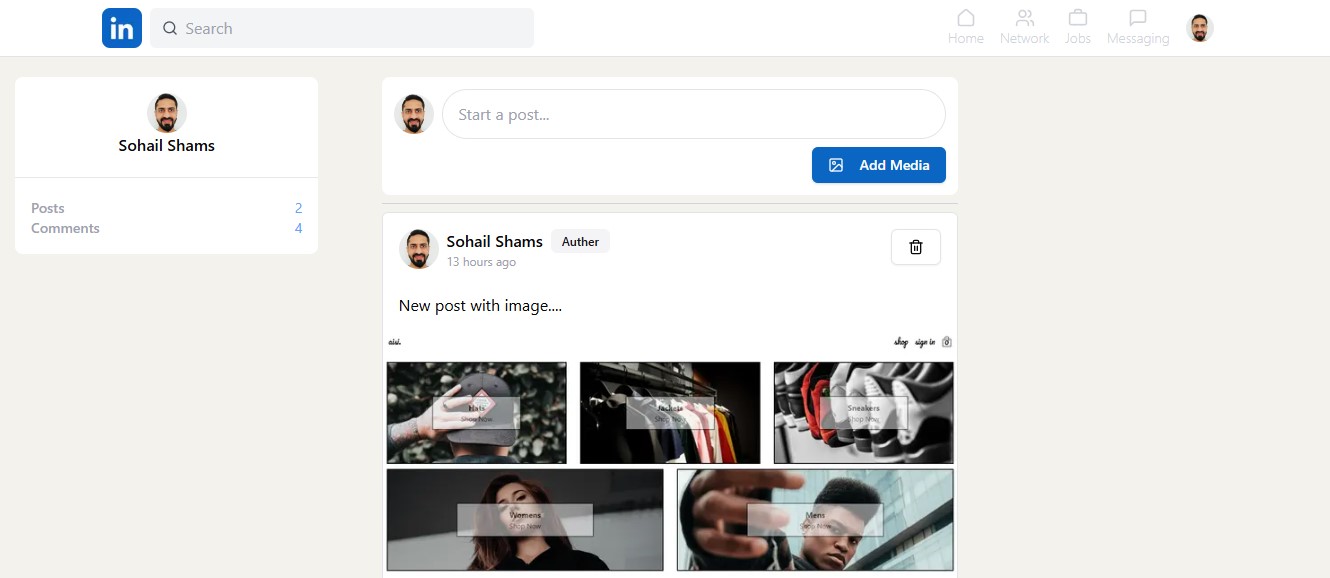 in
Search
Home
Network
Jobs
Messaging
Sohail Shams
Posts 2
Comments 4
Start a post...
Add Media
Sohail Shams Auther
13 hours ago
New post with image....
shop sign in 0
Hats
Shop Now
Jackets
Shop Now
Sneakers
Shop Now
Womens
Shop Now
Mens
Shop Now